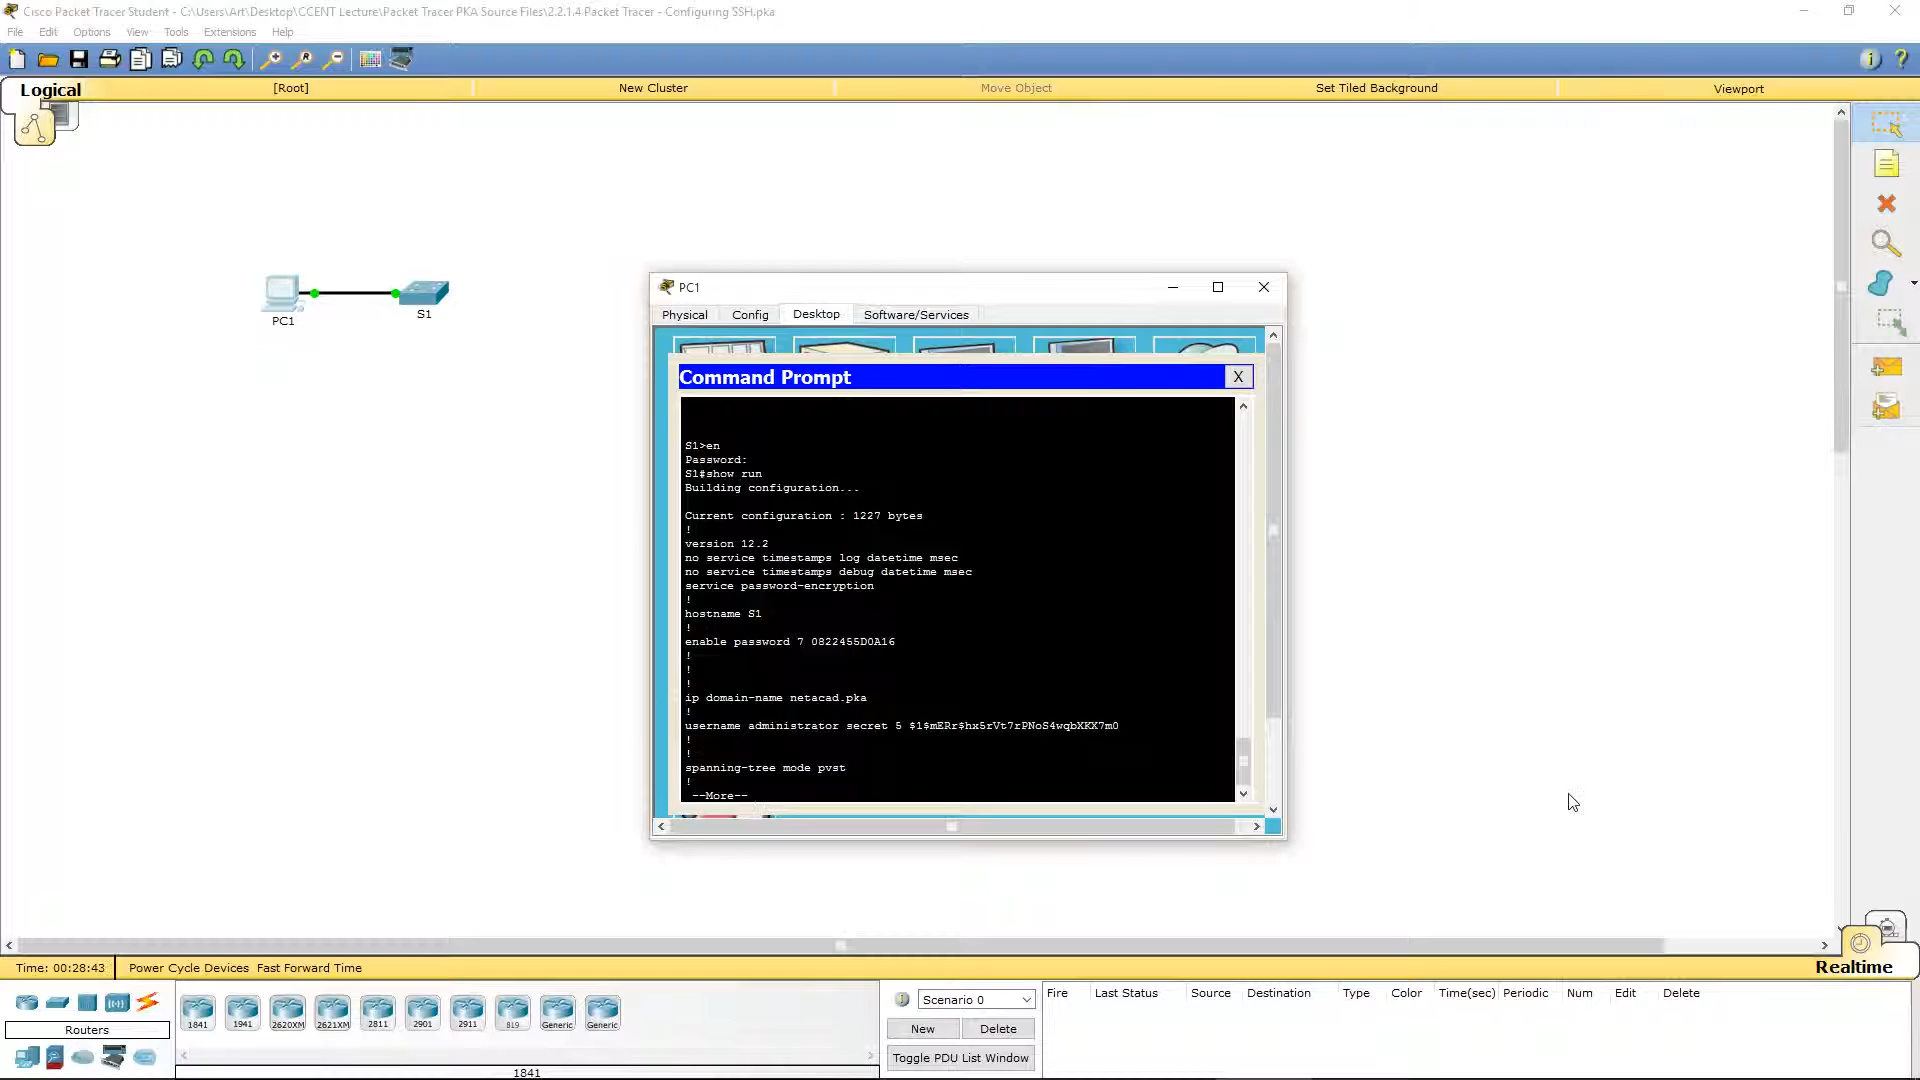 Cisco Packet Tracer Student - C:\Users\Art\Desktop\CCENT Lecture\Packet Tracer PKA Source Files\2.2.1.4 Packet Tracer - Configuring SSH.pka
File Edit Options View Tools Extensions Help
Logical [Root] New Cluster Move Object Set Tiled Background Viewport
PC1 S1
PC1
Physical Config Desktop Software/Services
Command Prompt X
S1>en
Password:
S1#show run
Building configuration...
Current configuration : 1227 bytes
!
version 12.2
no service timestamps log datetime msec
no service timestamps debug datetime msec
service password-encryption
!
hostname S1
!
enable password 7 0822455D0A16
!
!
!
ip domain-name netacad.pka
!
username administrator secret 5 $1$mERr$hx5rVt7rPNoS4wqbXKX7m0
!
!
spanning-tree mode pvst
!
--More--
Time: 00:28:43 Power Cycle Devices Fast Forward Time Realtime
Routers
1841 1941 2620XM 2621XM 2811 2901 2911 819 Generic Generic
1841
Scenario 0
New Delete
Toggle PDU List Window
Fire Last Status Source Destination Type Color Time(sec) Periodic Num Edit Delete